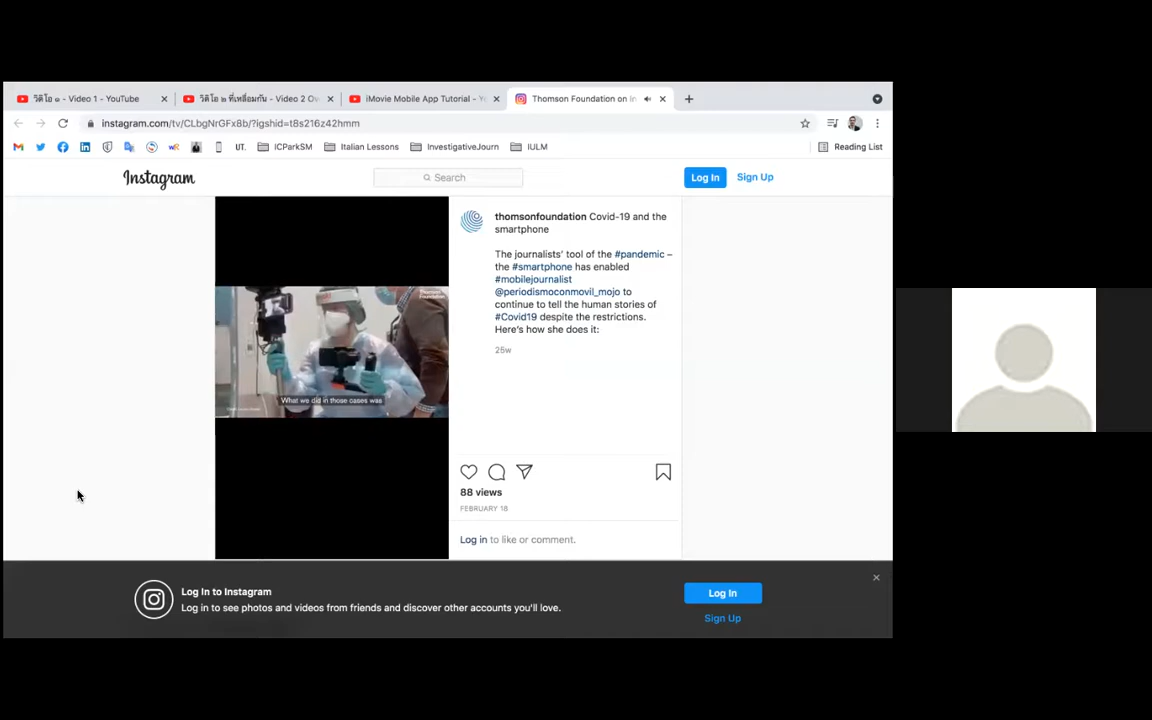 วิดีโอ ๑ - Video 1 - YouTube
วิดีโอ ๒ ที่เหลื่อมกัน - Video 2 Ov
iMovie Mobile App Tutorial - Yo
Thomson Foundation on In
instagram.com/tv/CLbgNrGFx8b/?igshid=t8s216z42hmm
UT.
ICParkSM
Italian Lessons
InvestigativeJourn
IULM
Reading List
Instagram
Search
Log In
Sign Up
thomsonfoundation Covid-19 and the
smartphone
The journalists' tool of the #pandemic –
the #smartphone has enabled
#mobilejournalist
@periodismoconmovil_mojo to
continue to tell the human stories of
#Covid19 despite the restrictions.
Here's how she does it:
25w
Thomson
Foundation
What we did in those cases was
88 views
FEBRUARY 18
Log in to like or comment.
Log In to Instagram
Log in to see photos and videos from friends and discover other accounts you'll love.
Log In
Sign Up